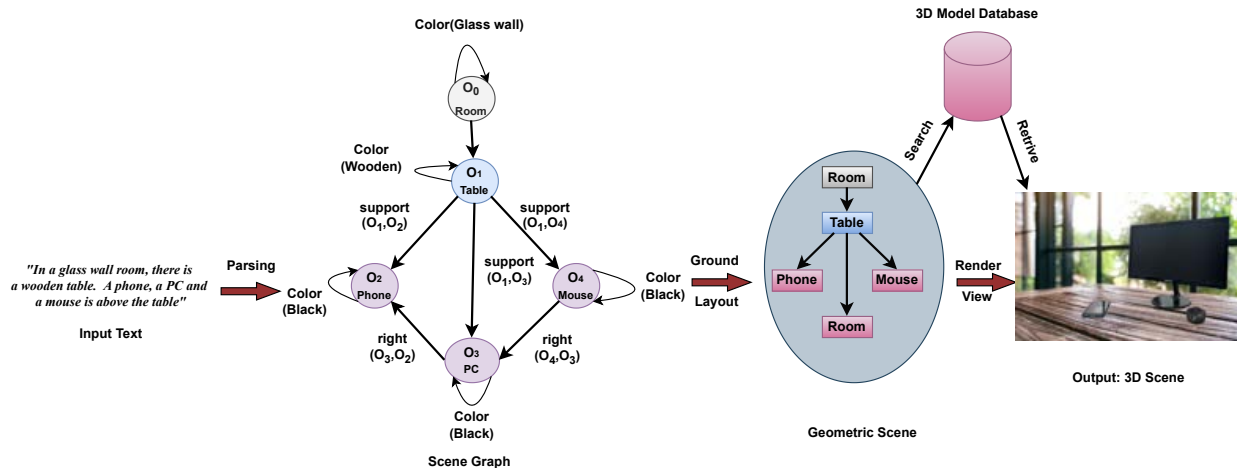 "In a glass wall room, there is
a wooden table. A phone, a PC and
a mouse is above the table"
Input Text
Parsing
Color(Glass wall)
O₀
Room
Color
(Wooden)
O₁
Table
support
(O₁,O₂)
support
(O₁,O₄)
support
(O₁,O₃)
O₂
Phone
Color
(Black)
O₄
Mouse
Color
(Black)
right
(O₃,O₂)
right
(O₄,O₃)
O₃
PC
Color
(Black)
Scene Graph
Ground
Layout
Room
Table
Phone
Mouse
Room
Geometric Scene
Search
3D Model Database
Retrive
Render
View
Output: 3D Scene